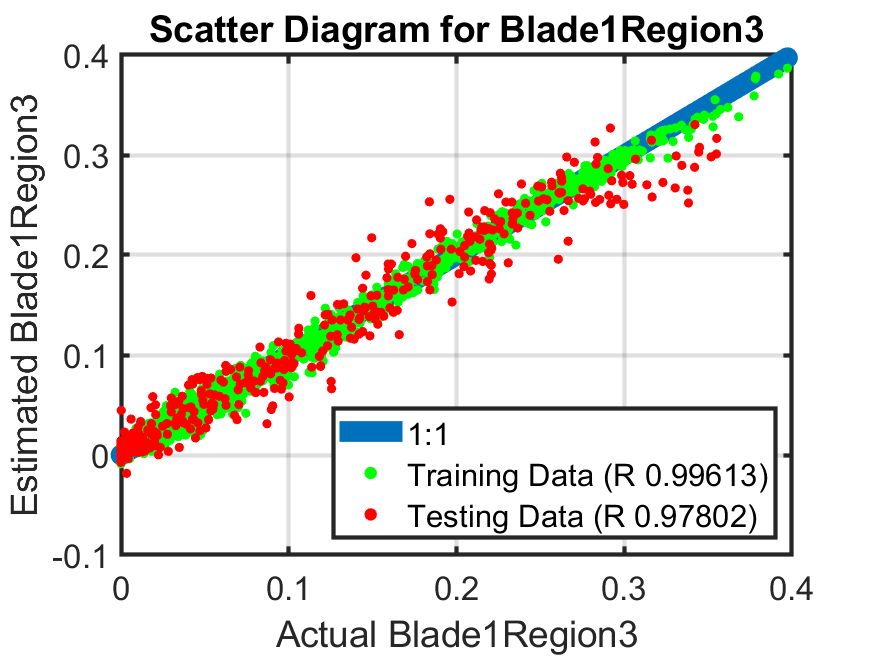 Scatter Diagram for Blade1Region3
Estimated Blade1Region3
0.4
0.3
0.2
0.1
0
-0.1
1:1
Training Data (R 0.99613)
Testing Data (R 0.97802)
0 0.1 0.2 0.3 0.4
Actual Blade1Region3